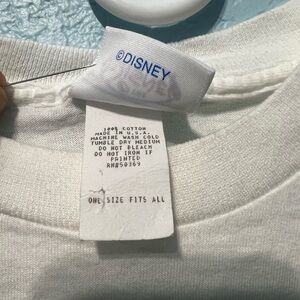 ©DISNEY
100% COTTON
MADE IN U.S.A.
MACHINE WASH COLD
TUMBLE DRY MEDIUM
DO NOT BLEACH
DO NOT IRON IF
PRINTED
RN#50369
ONE SIZE FITS ALL